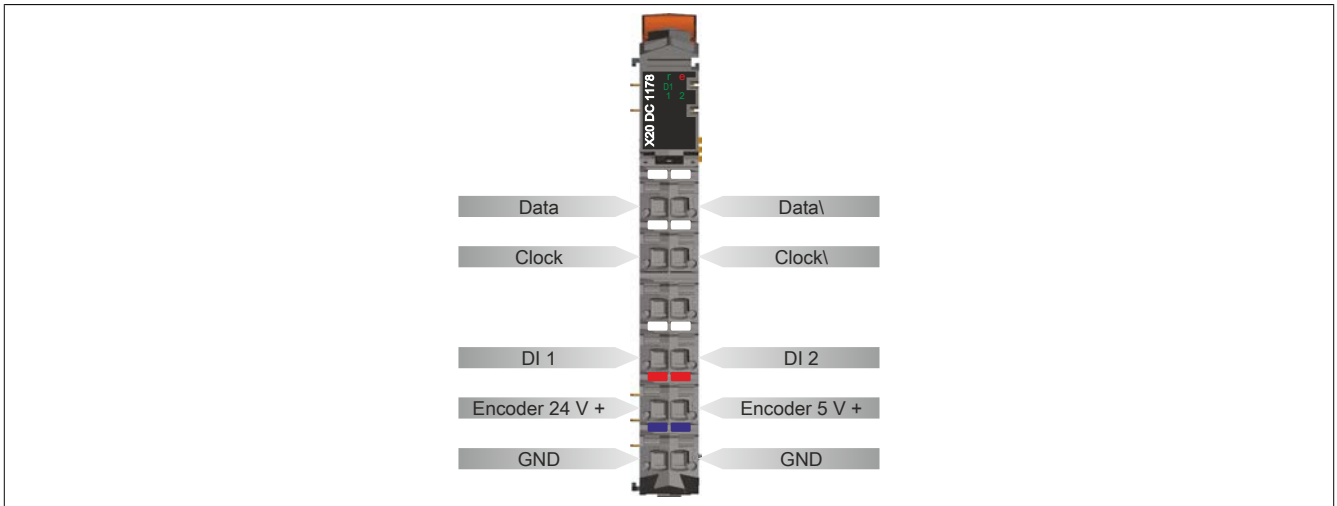 X20 DC 1178
r e
DI
1 2
Data Data\
Clock Clock\
DI 1 DI 2
Encoder 24 V + Encoder 5 V +
GND GND